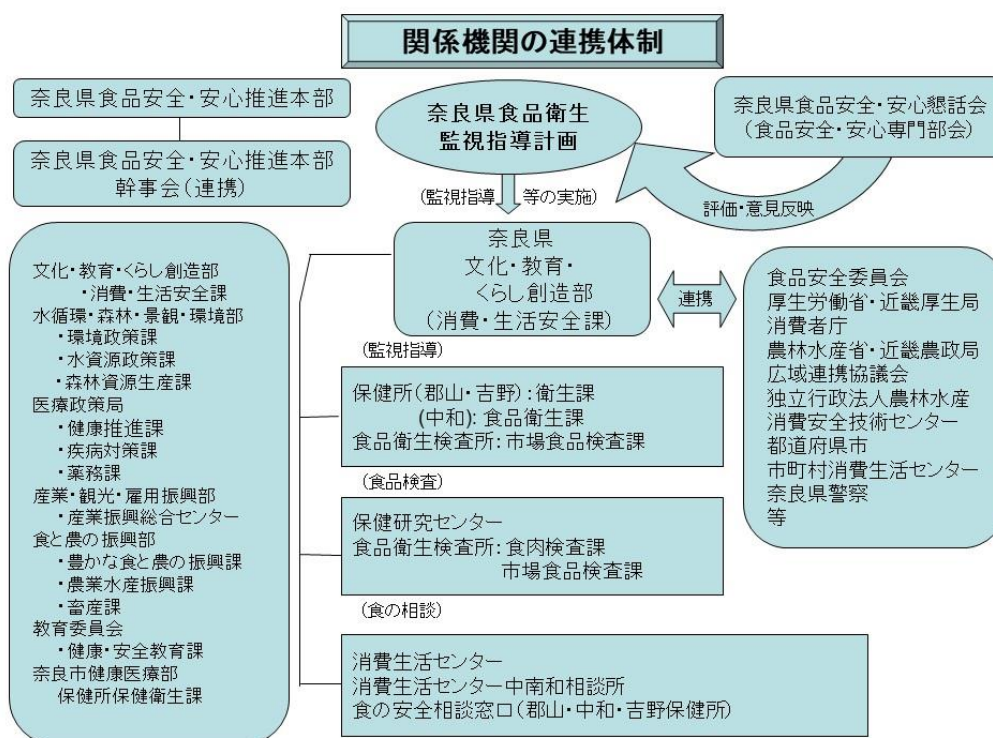 関係機関の連携体制
奈良県食品安全・安心推進本部
奈良県食品安全・安心推進本部
幹事会(連携)
奈良県食品衛生
監視指導計画
奈良県食品安全・安心懇話会
(食品安全・安心専門部会)
評価・意見反映
(監視指導 等の実施)
奈良県
文化・教育・
くらし創造部
(消費・生活安全課)
連携
食品安全委員会
厚生労働省・近畿厚生局
消費者庁
農林水産省・近畿農政局
広域連携協議会
独立行政法人農林水産
消費安全技術センター
都道府県市
市町村消費生活センター
奈良県警察
等
文化・教育・くらし創造部
・消費・生活安全課
水循環・森林・景観・環境部
・環境政策課
・水資源政策課
・森林資源生産課
医療政策局
・健康推進課
・疾病対策課
・薬務課
産業・観光・雇用振興部
・産業振興総合センター
食と農の振興部
・豊かな食と農の振興課
・農業水産振興課
・畜産課
教育委員会
・健康・安全教育課
奈良市健康医療部
保健所保健衛生課
(監視指導)
保健所(郡山・吉野):衛生課
(中和):食品衛生課
食品衛生検査所:市場食品検査課
(食品検査)
保健研究センター
食品衛生検査所:食肉検査課
市場食品検査課
(食の相談)
消費生活センター
消費生活センター中南和相談所
食の安全相談窓口(郡山・中和・吉野保健所)